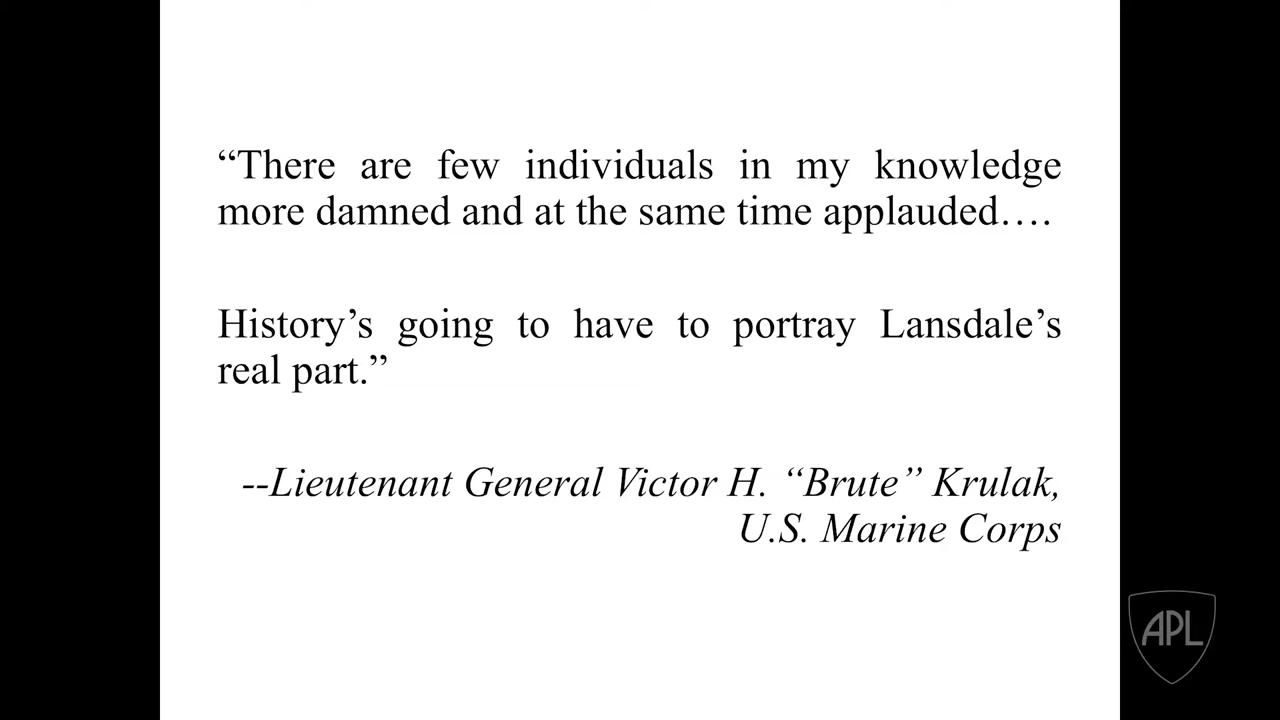 “There are few individuals in my knowledge
more damned and at the same time applauded….
History’s going to have to portray Lansdale’s
real part.”
--Lieutenant General Victor H. “Brute” Krulak,
U.S. Marine Corps
APL